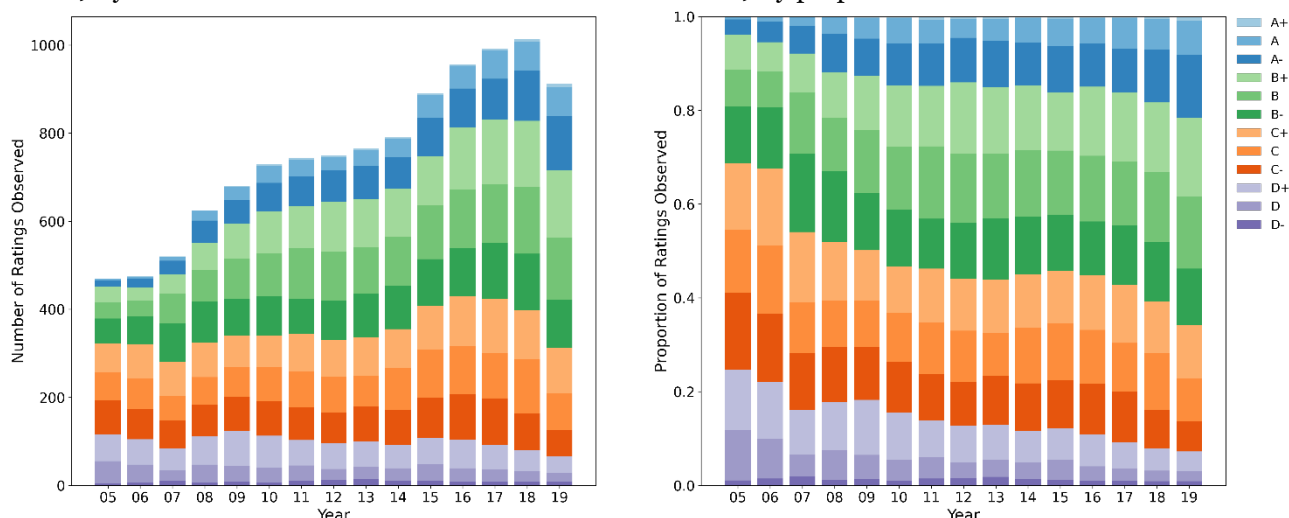 1000
800
600
400
200
0
Number of Ratings Observed
05 06 07 08 09 10 11 12 13 14 15 16 17 18 19
Year
1.0
0.8
0.6
0.4
0.2
0.0
Proportion of Ratings Observed
05 06 07 08 09 10 11 12 13 14 15 16 17 18 19
Year
A+
A
A-
B+
B
B-
C+
C
C-
D+
D
D-